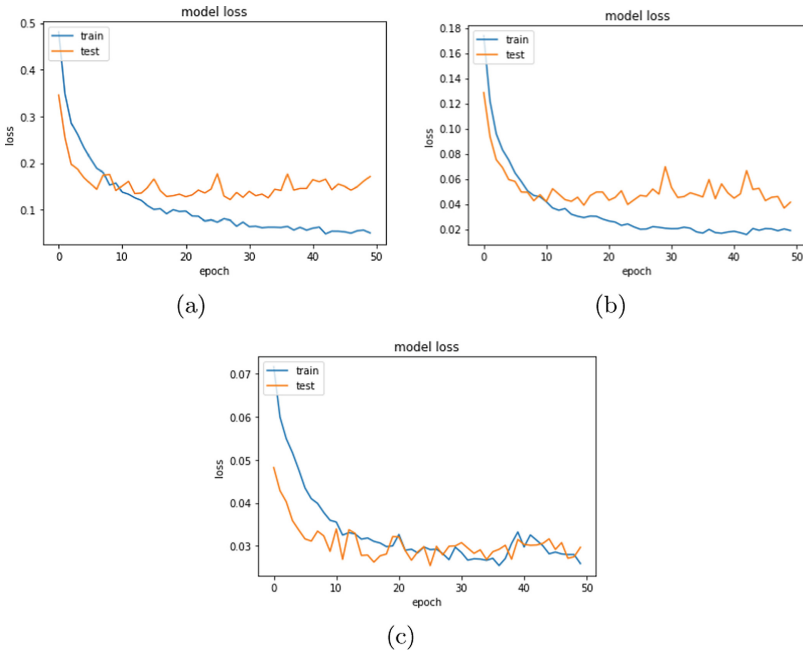 model loss
0.5
0.4
0.3
0.2
0.1
loss
train
test
0 10 20 30 40 50
epoch
(a)
model loss
0.18
0.16
0.14
0.12
0.10
0.08
0.06
0.04
0.02
loss
train
test
0 10 20 30 40 50
epoch
(b)
model loss
0.07
0.06
0.05
0.04
0.03
loss
train
test
0 10 20 30 40 50
epoch
(c)